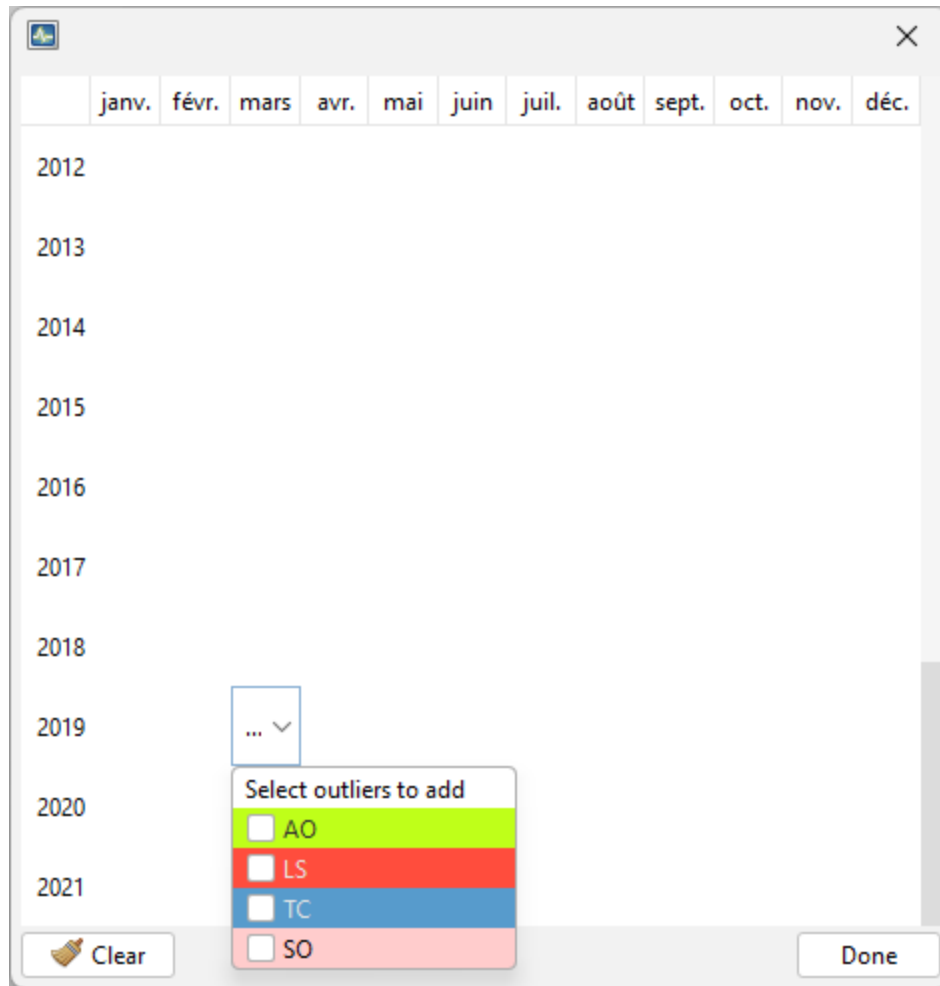 janv. févr. mars avr. mai juin juil. août sept. oct. nov. déc.
2012
2013
2014
2015
2016
2017
2018
2019 ...
Select outliers to add
2020
AO
LS
2021
TC
SO
Clear
Done